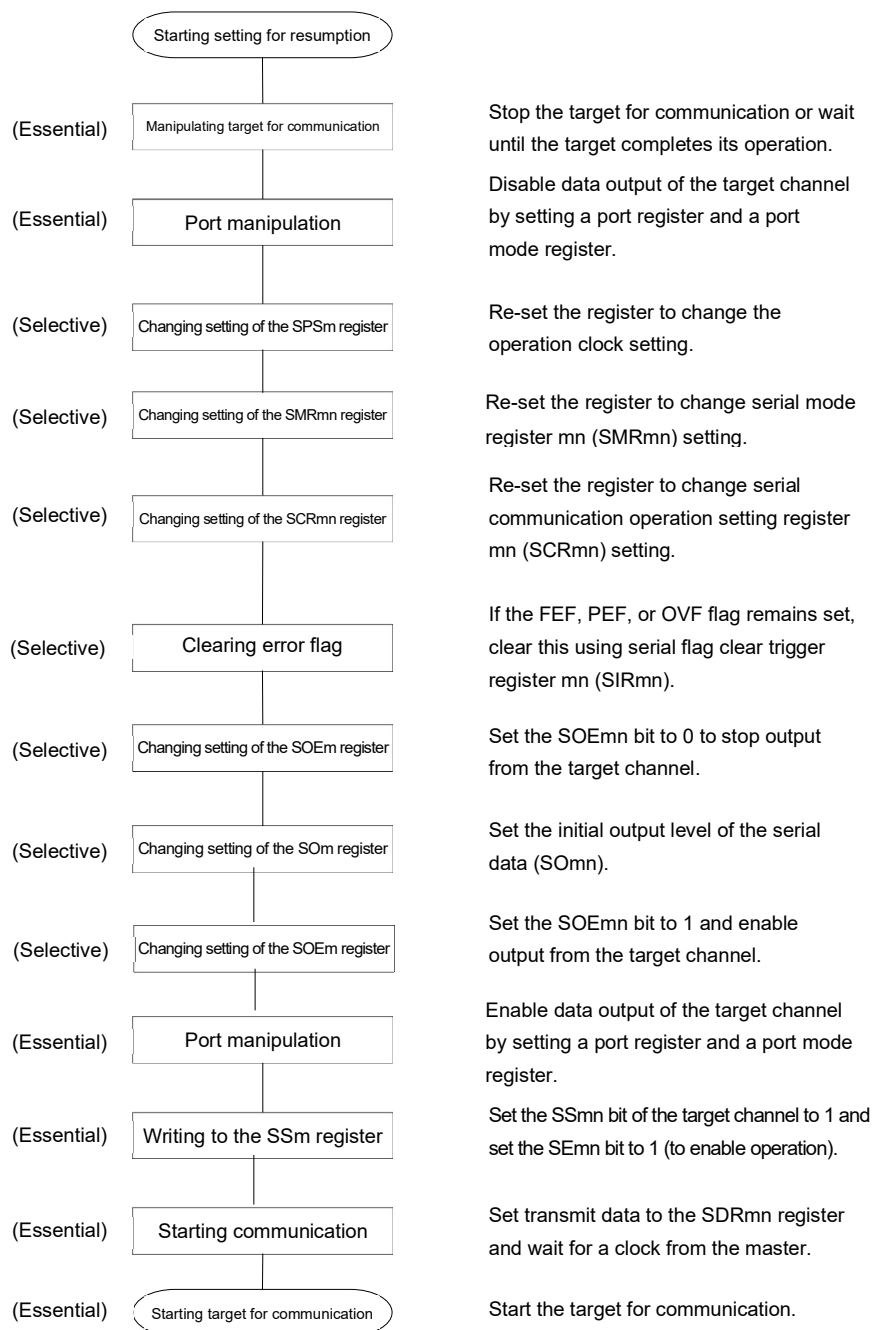 Starting setting for resumption
(Essential)
Manipulating target for communication
Stop the target for communication or wait
until the target completes its operation.
(Essential)
Port manipulation
Disable data output of the target channel
by setting a port register and a port
mode register.
(Selective)
Changing setting of the SPSm register
Re-set the register to change the
operation clock setting.
(Selective)
Changing setting of the SMRmn register
Re-set the register to change serial mode
register mn (SMRmn) setting.
(Selective)
Changing setting of the SCRmn register
Re-set the register to change serial
communication operation setting register
mn (SCRmn) setting.
(Selective)
Clearing error flag
If the FEF, PEF, or OVF flag remains set,
clear this using serial flag clear trigger
register mn (SIRmn).
(Selective)
Changing setting of the SOEm register
Set the SOEmn bit to 0 to stop output
from the target channel.
(Selective)
Changing setting of the SOm register
Set the initial output level of the serial
data (SOmn).
(Selective)
Changing setting of the SOEm register
Set the SOEmn bit to 1 and enable
output from the target channel.
(Essential)
Port manipulation
Enable data output of the target channel
by setting a port register and a port mode
register.
(Essential)
Writing to the SSm register
Set the SSmn bit of the target channel to 1 and
set the SEmn bit to 1 (to enable operation).
(Essential)
Starting communication
Set transmit data to the SDRmn register
and wait for a clock from the master.
(Essential)
Starting target for communication
Start the target for communication.